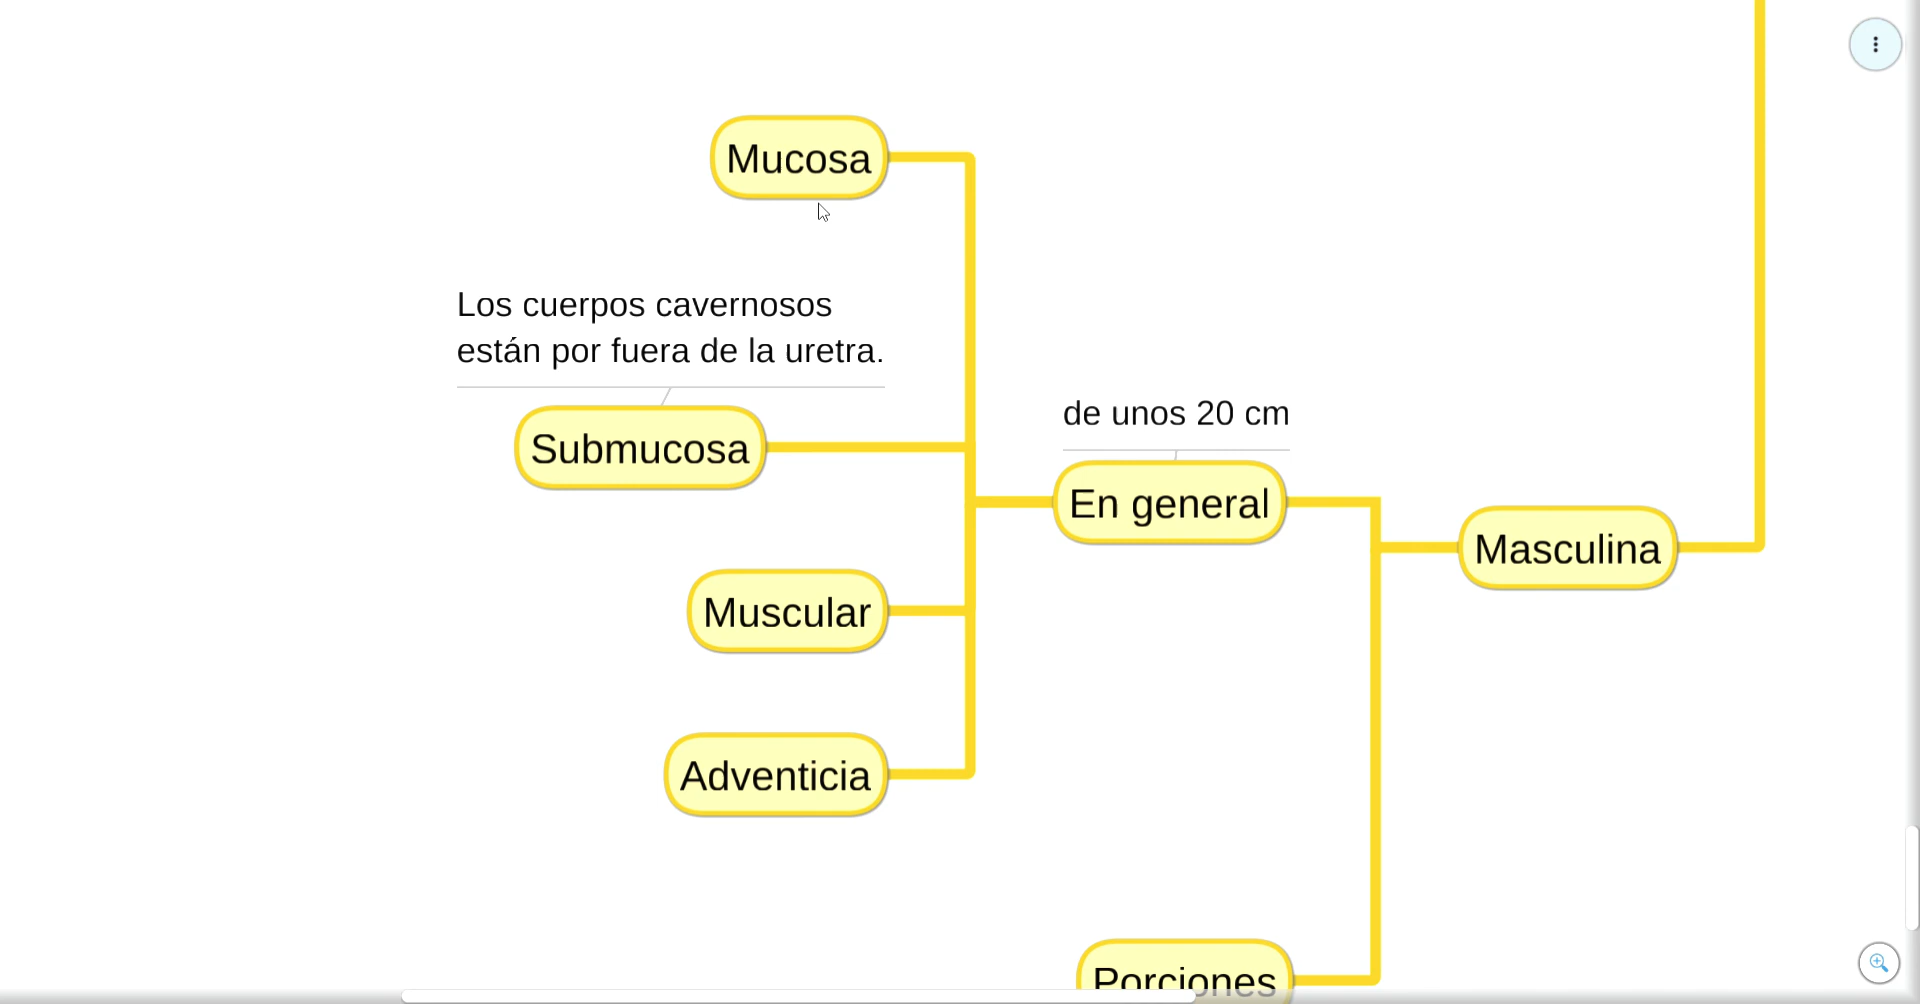 Mucosa
Los cuerpos cavernosos
están por fuera de la uretra.
Submucosa
de unos 20 cm
En general
Masculina
Muscular
Adventicia
Porciones